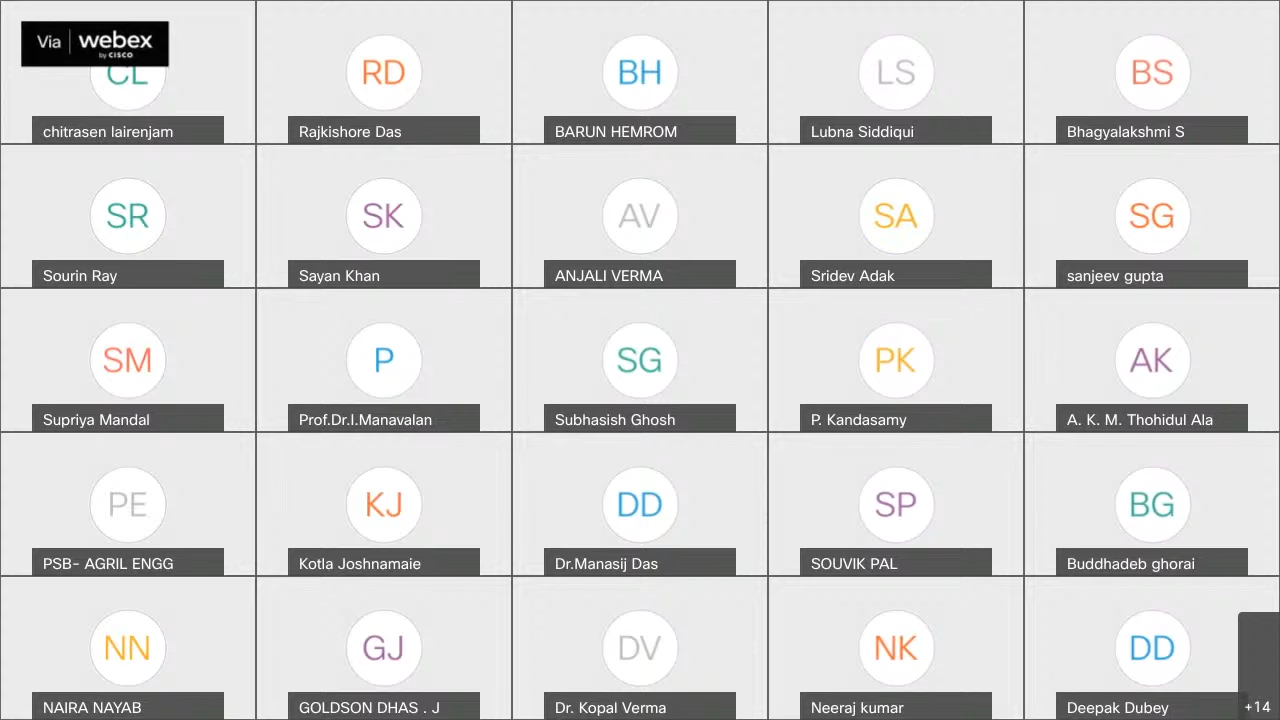 Via webex
by CISCO
CL
RD
BH
LS
BS
chitrasen lairenjam
Rajkishore Das
BARUN HEMROM
Lubna Siddiqui
Bhagyalakshmi S
SR
SK
AV
SA
SG
Sourin Ray
Sayan Khan
ANJALI VERMA
Sridev Adak
sanjeev gupta
SM
P
SG
PK
AK
Supriya Mandal
Prof.Dr.I.Manavalan
Subhasish Ghosh
P. Kandasamy
A. K. M. Thohidul Ala
PE
KJ
DD
SP
BG
PSB- AGRIL ENGG
Kotla Joshnamaie
Dr.Manasij Das
SOUVIK PAL
Buddhadeb ghorai
NN
GJ
DV
NK
DD
NAIRA NAYAB
GOLDSON DHAS . J
Dr. Kopal Verma
Neeraj kumar
Deepak Dubey
+14